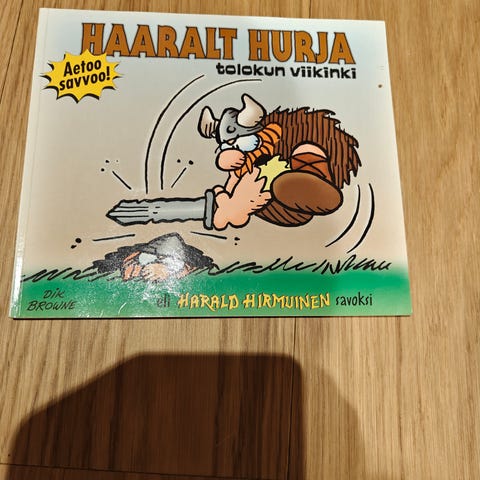 HAARALT HURJA
tolokun viikinki
Aetoo
savvoo!
DIK
BROWNE
eli HARALD HIRMUINEN savoksi